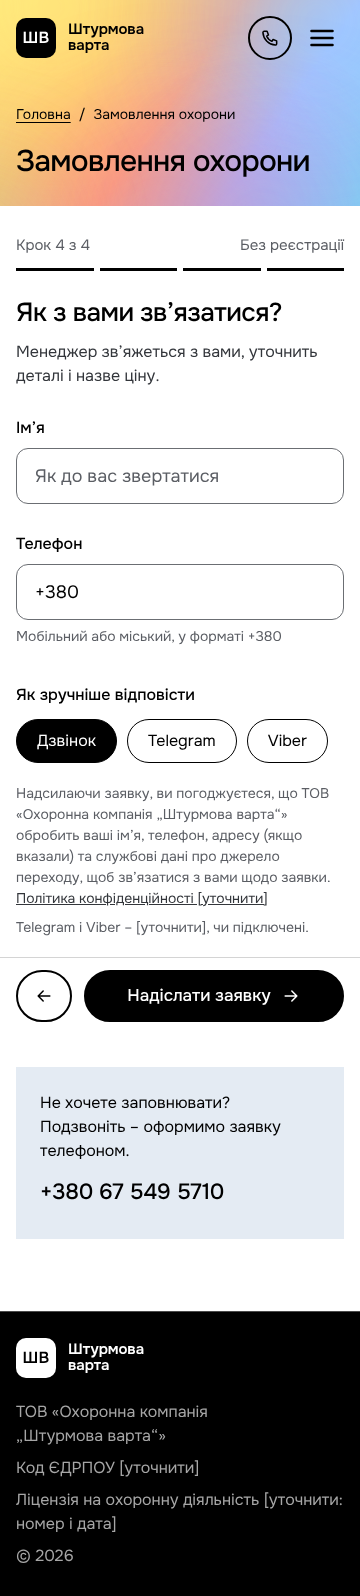 ШВ
Штурмова
варта
Головна / Замовлення охорони
Замовлення охорони
Крок 4 з 4
Без реєстрації
Як з вами зв’язатися?
Менеджер зв’яжеться з вами, уточнить
деталі і назве ціну.
Ім’я
Як до вас звертатися
Телефон
+380
Мобільний або міський, у форматі +380
Як зручніше відповісти
Дзвінок
Telegram
Viber
Надсилаючи заявку, ви погоджуєтеся, що ТОВ
«Охоронна компанія „Штурмова варта“»
обробить ваші ім’я, телефон, адресу (якщо
вказали) та службові дані про джерело
переходу, щоб зв’язатися з вами щодо заявки.
Політика конфіденційності [уточнити]
Telegram і Viber – [уточнити], чи підключені.
Надіслати заявку
Не хочете заповнювати?
Подзвоніть – оформимо заявку
телефоном.
+380 67 549 5710
ШВ
Штурмова
варта
ТОВ «Охоронна компанія
„Штурмова варта“»
Код ЄДРПОУ [уточнити]
Ліцензія на охоронну діяльність [уточнити:
номер і дата]
© 2026